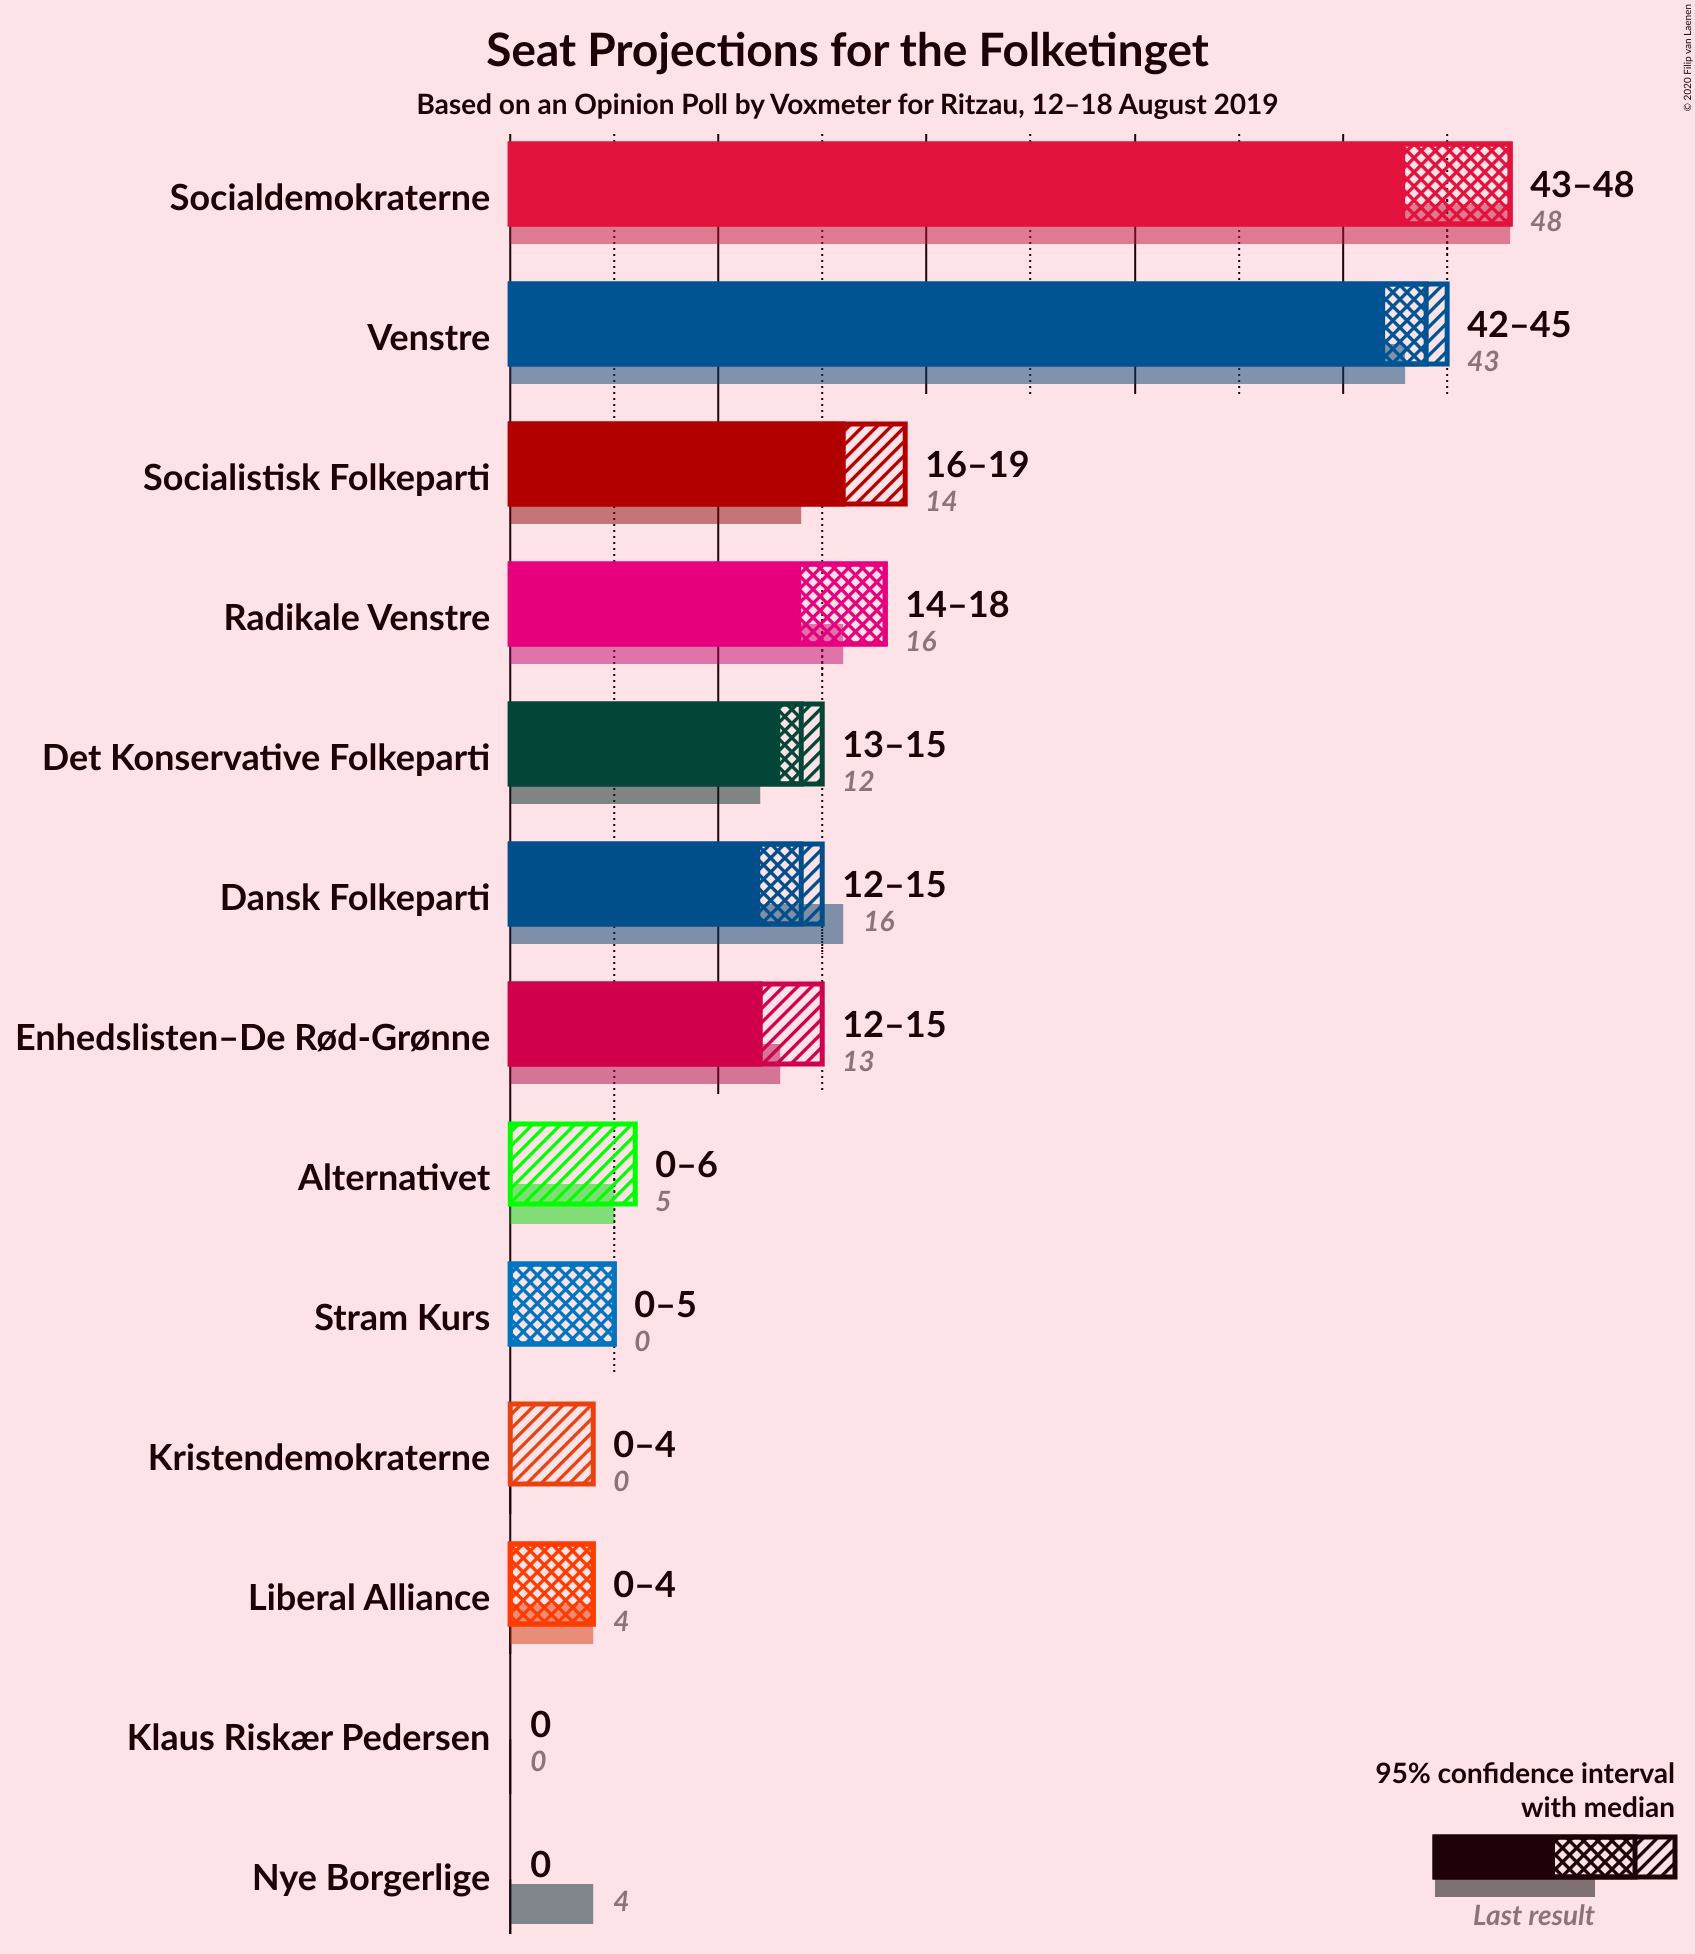 Seat Projections for the Folketinget
Based on an Opinion Poll by Voxmeter for Ritzau, 12–18 August 2019
© 2020 Filip van Laenen
Socialdemokraterne
43–48
48
Venstre
42–45
43
Socialistisk Folkeparti
16–19
14
Radikale Venstre
14–18
16
Det Konservative Folkeparti
13–15
12
Dansk Folkeparti
12–15
16
Enhedslisten–De Rød-Grønne
12–15
13
Alternativet
0–6
5
Stram Kurs
0–5
0
Kristendemokraterne
0–4
0
Liberal Alliance
0–4
4
Klaus Riskær Pedersen
0
0
Nye Borgerlige
0
4
95% confidence interval
with median
Last result